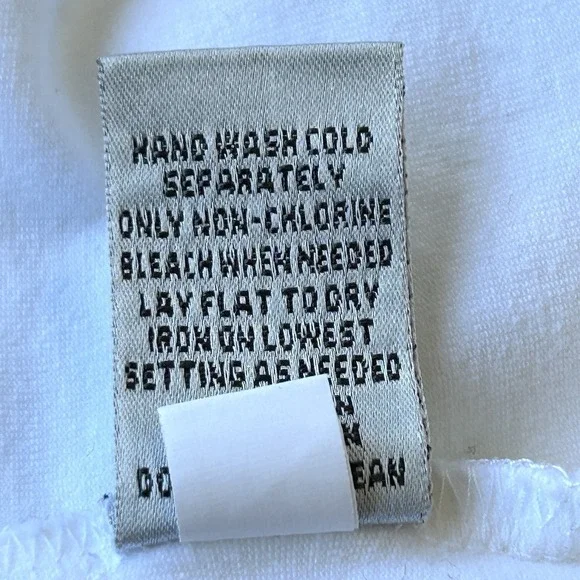 HAND WASH COLD
SEPARATELY
ONLY NON-CHLORINE
BLEACH WHEN NEEDED
LAY FLAT TO DRY
IRON ON LOWEST
SETTING AS NEEDED